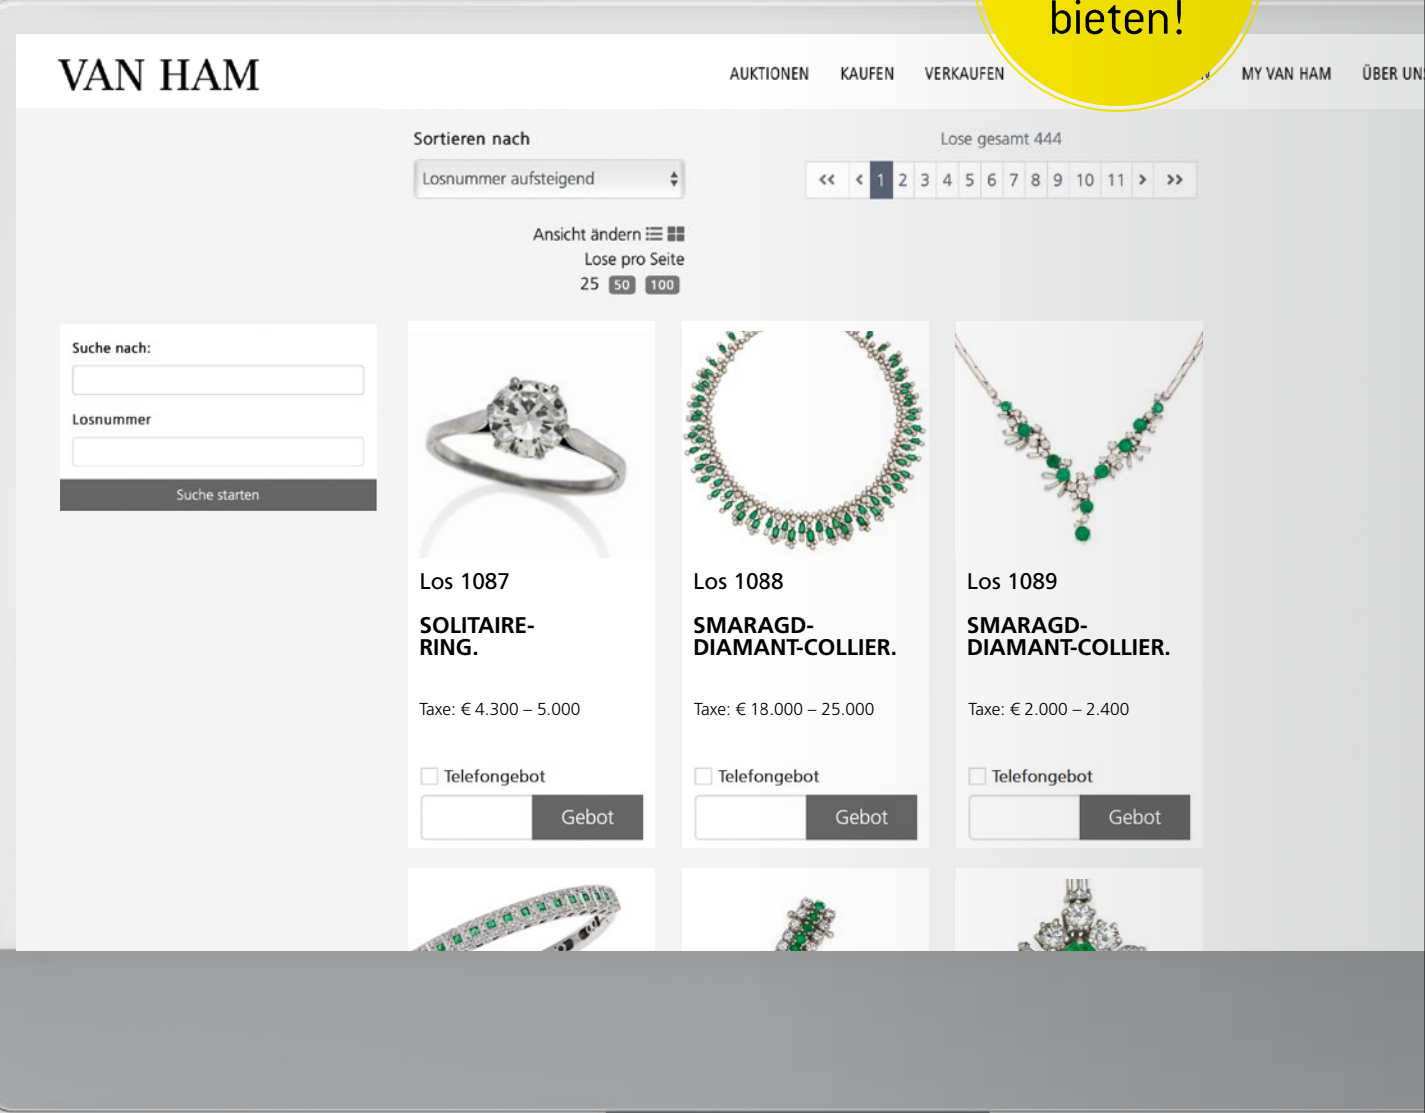 bieten!
VAN HAM
AUKTIONEN KAUFEN VERKAUFEN MY VAN HAM ÜBER UNS
Sortieren nach
Lose gesamt 444
Losnummer aufsteigend
<< < 1 2 3 4 5 6 7 8 9 10 11 > >>
Ansicht ändern
Lose pro Seite
25 50 100
Suche nach:
Losnummer
Suche starten
Los 1087
SOLITAIRE-
RING.
Taxe: € 4.300 – 5.000
Telefongebot
Gebot
Los 1088
SMARAGD-
DIAMANT-COLLIER.
Taxe: € 18.000 – 25.000
Telefongebot
Gebot
Los 1089
SMARAGD-
DIAMANT-COLLIER.
Taxe: € 2.000 – 2.400
Telefongebot
Gebot